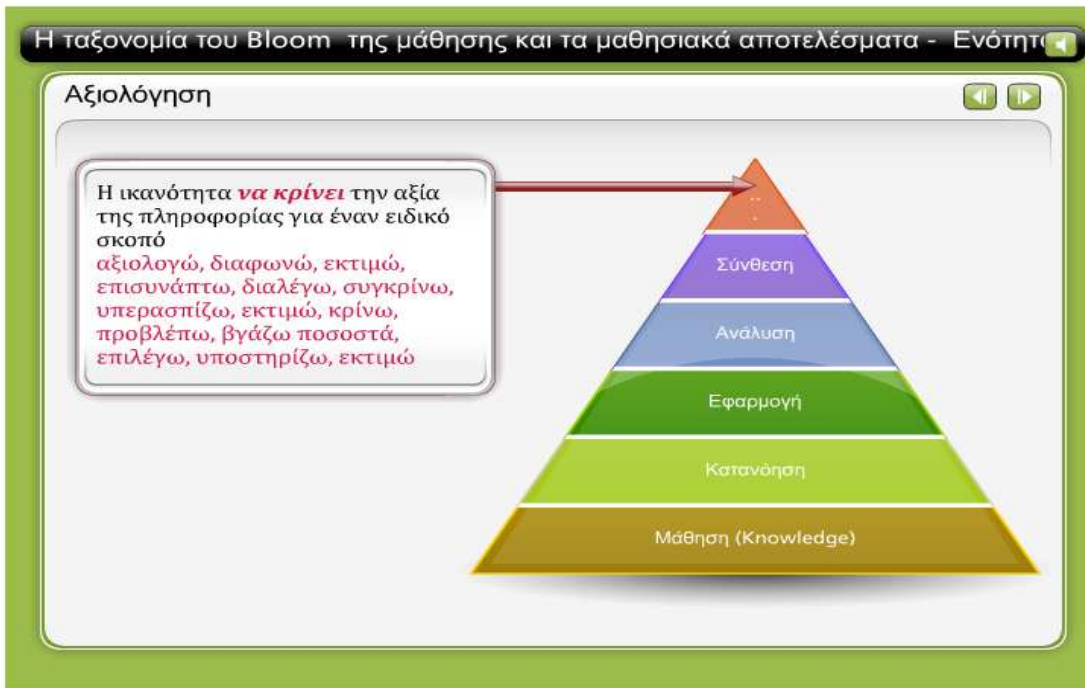 Η ταξονομία του Bloom της μάθησης και τα μαθησιακά αποτελέσματα -
Αξιολόγηση
Η ικανότητα να κρίνει την αξία
της πληροφορίας για έναν ειδικό
σκοπό
αξιολογώ, διαφωνώ, εκτιμώ,
επισυνάπτω, διαλέγω, συγκρίνω,
υπερασπίζω, εκτιμώ, κρίνω,
προβλέπω, βγάζω ποσοστά,
επιλέγω, υποστηρίζω, εκτιμώ
Σύνθεση
Ανάλυση
Εφαρμογή
Κατανόηση
Μάθηση (Knowledge)